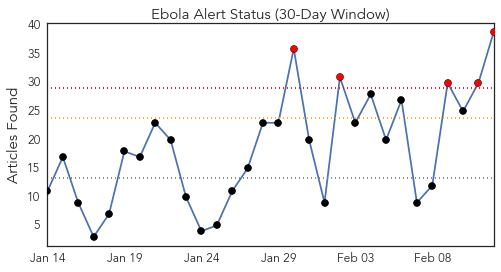 Ebola Alert Status (30-Day Window)
Articles Found
40
35
30
25
20
15
10
5
Jan 14
Jan 19
Jan 24
Jan 29
Feb 03
Feb 08